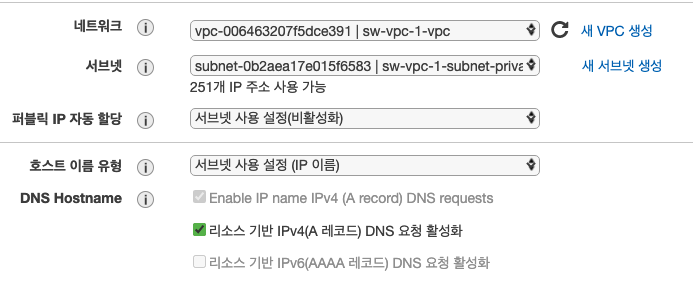 네트워크 i vpc-006463207f5dce391 | sw-vpc-1-vpc 새 VPC 생성
서브넷 i subnet-0b2aea17e015f6583 | sw-vpc-1-subnet-priva 새 서브넷 생성
251개 IP 주소 사용 가능
퍼블릭 IP 자동 할당 i 서브넷 사용 설정(비활성화)
호스트 이름 유형 i 서브넷 사용 설정 (IP 이름)
DNS Hostname i Enable IP name IPv4 (A record) DNS requests
리소스 기반 IPv4(A 레코드) DNS 요청 활성화
리소스 기반 IPv6(AAAA 레코드) DNS 요청 활성화